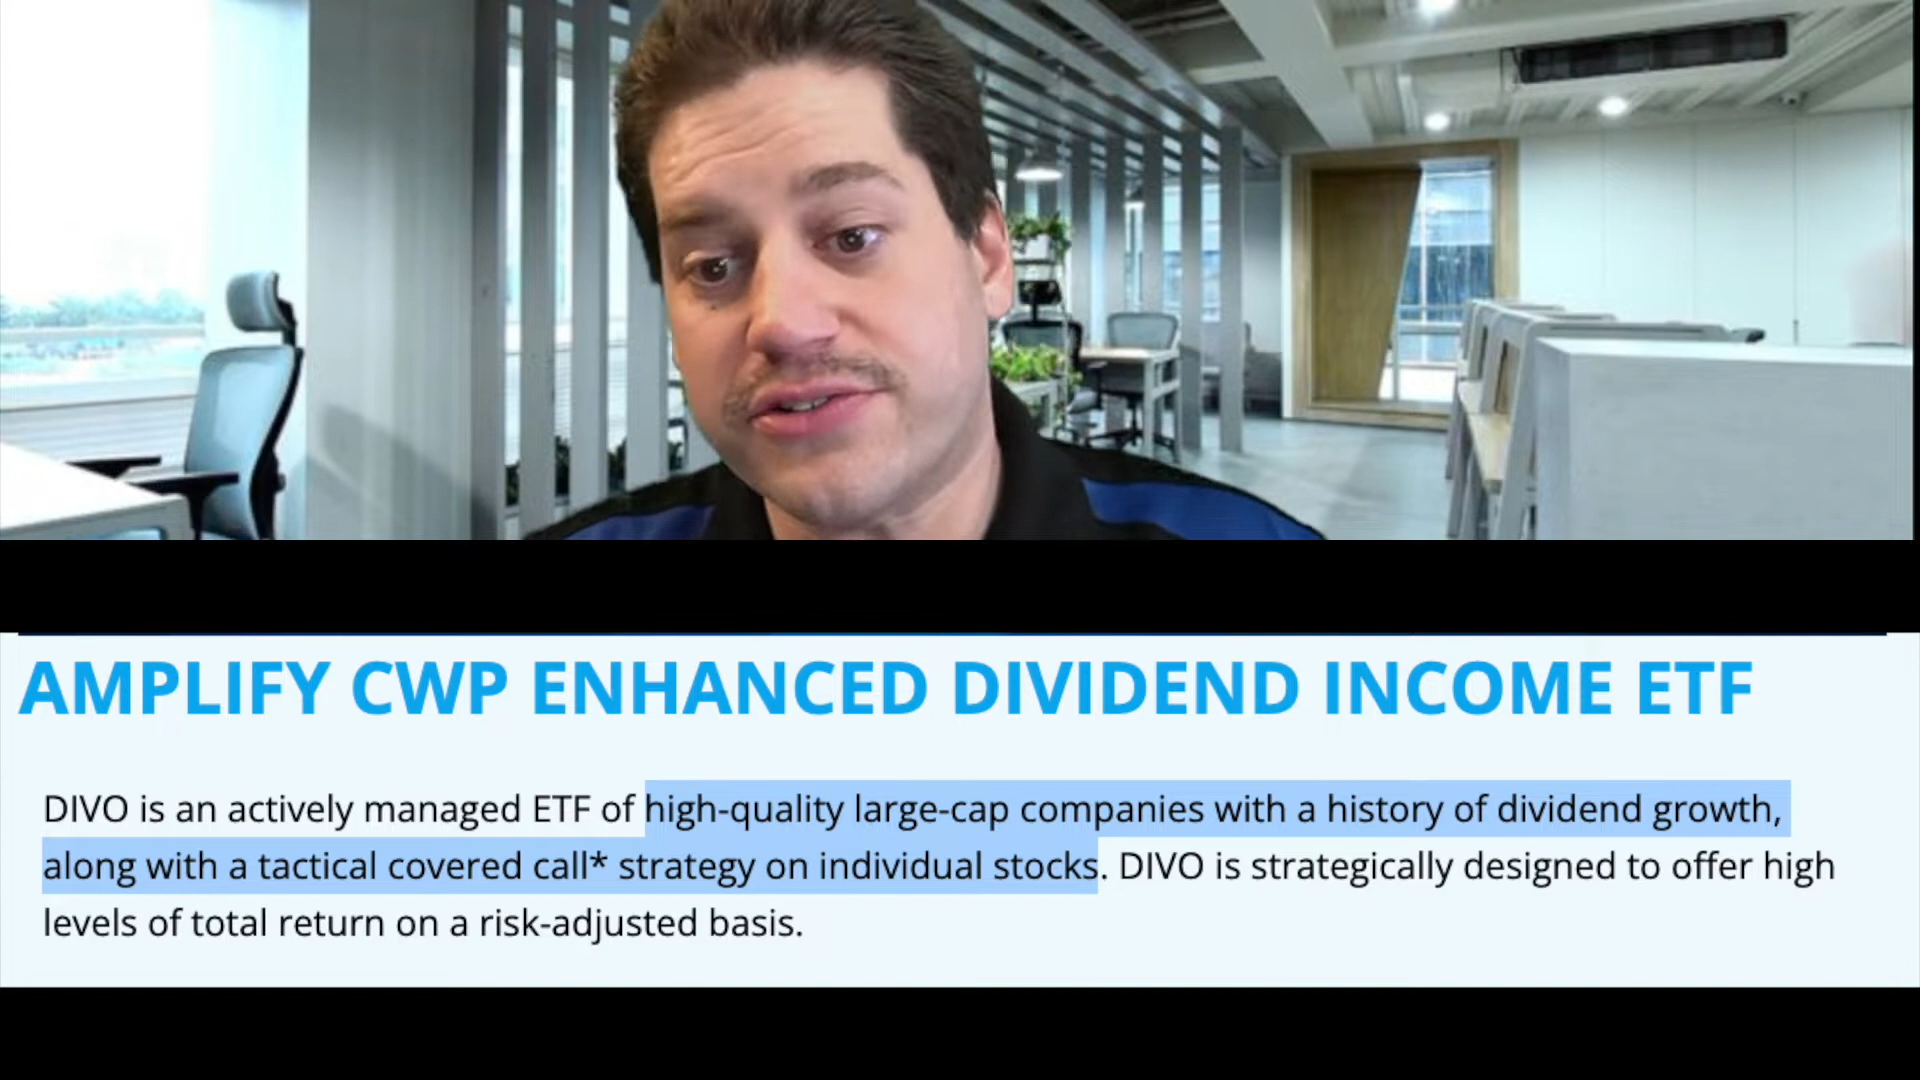 AMPLIFY CWP ENHANCED DIVIDEND INCOME ETF
DIVO is an actively managed ETF of high-quality large-cap companies with a history of dividend growth,
along with a tactical covered call* strategy on individual stocks. DIVO is strategically designed to offer high
levels of total return on a risk-adjusted basis.